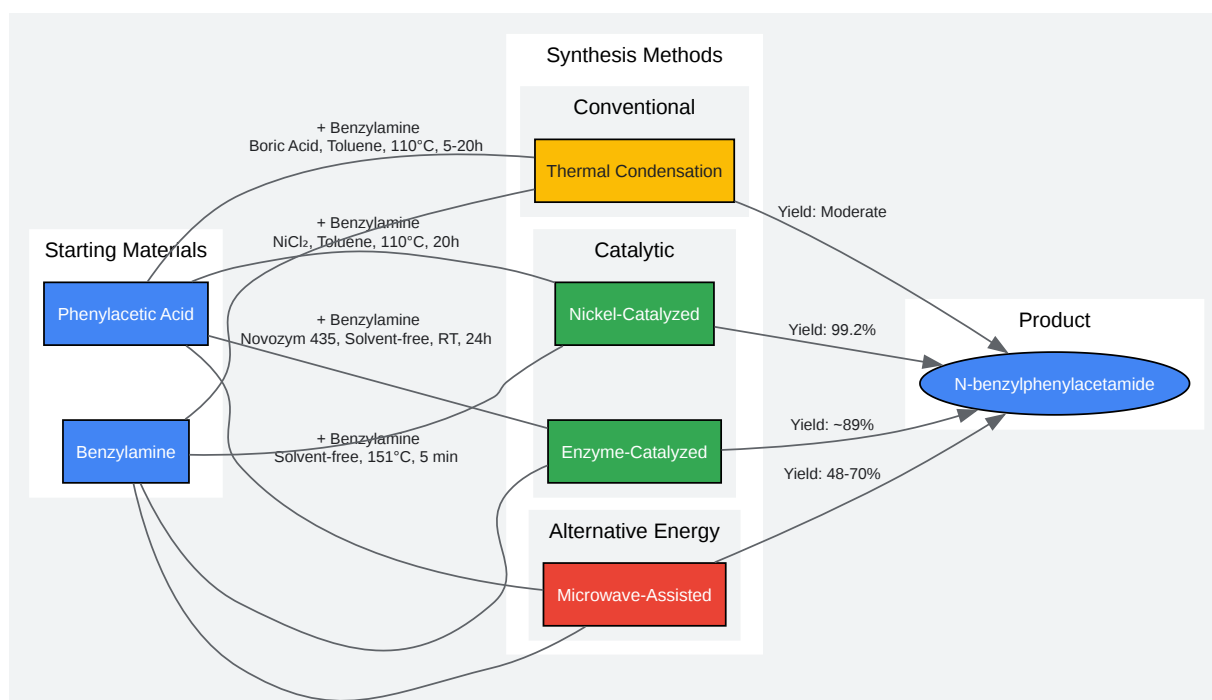 Synthesis Methods
Conventional
+ Benzylamine
Boric Acid, Toluene, 110°C, 5-20h
Thermal Condensation
Yield: Moderate
+ Benzylamine
NiCl₂, Toluene, 110°C, 20h
Starting Materials
Catalytic
Phenylacetic Acid
Nickel-Catalyzed
Yield: 99.2%
Product
+ Benzylamine
Novozym 435, Solvent-free, RT, 24h
N-benzylphenylacetamide
+ Benzylamine
Solvent-free, 151°C, 5 min
Benzylamine
Enzyme-Catalyzed
Yield: ~89%
Yield: 48-70%
Alternative Energy
Microwave-Assisted